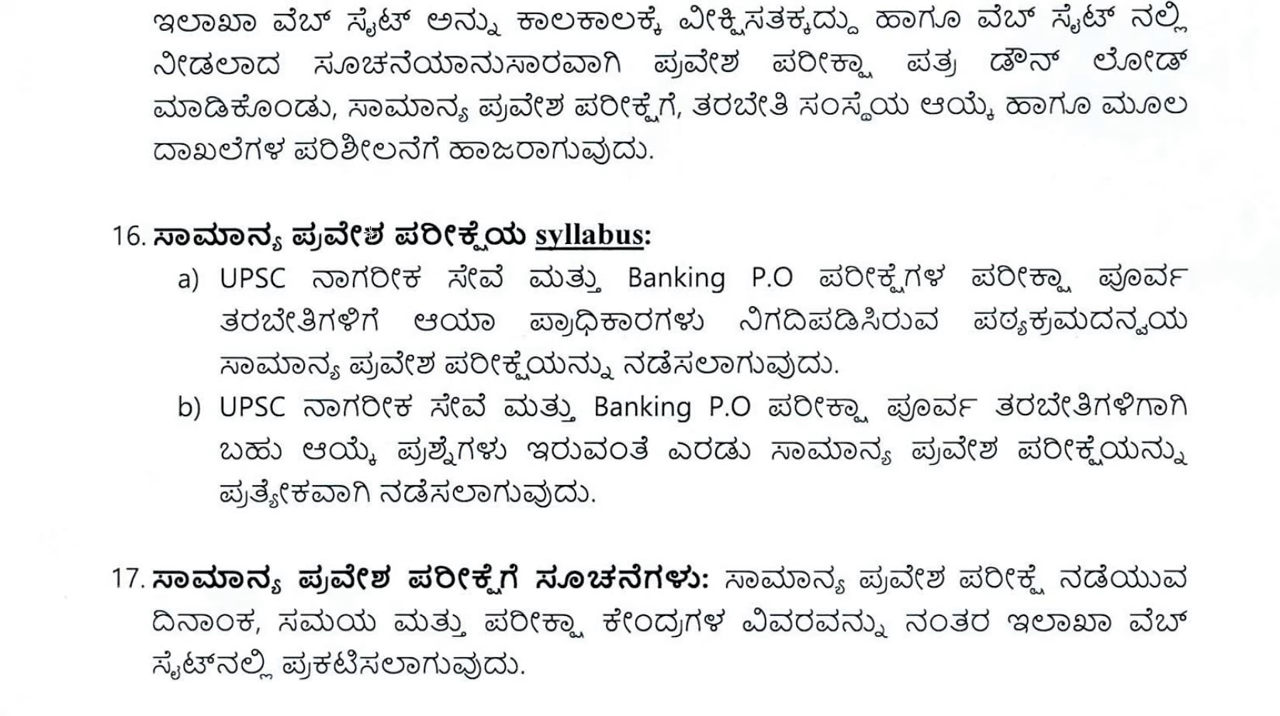 ಇಲಾಖಾ ವೆಬ್ ಸೈಟ್ ಅನ್ನು ಕಾಲಕಾಲಕ್ಕೆ ವೀಕ್ಷಿಸತಕ್ಕದ್ದು ಹಾಗೂ ವೆಬ್ ಸೈಟ್ ನಲ್ಲಿ
ನೀಡಲಾದ ಸೂಚನೆಯಾನುಸಾರವಾಗಿ ಪ್ರವೇಶ ಪರೀಕ್ಷಾ ಪತ್ರ ಡೌನ್ ಲೋಡ್
ಮಾಡಿಕೊಂಡು, ಸಾಮಾನ್ಯ ಪ್ರವೇಶ ಪರೀಕ್ಷೆಗೆ, ತರಬೇತಿ ಸಂಸ್ಥೆಯ ಆಯ್ಕೆ ಹಾಗೂ ಮೂಲ
ದಾಖಲೆಗಳ ಪರಿಶೀಲನೆಗೆ ಹಾಜರಾಗುವುದು.
16. ಸಾಮಾನ್ಯ ಪ್ರವೇಶ ಪರೀಕ್ಷೆಯ syllabus:
a) UPSC ನಾಗರೀಕ ಸೇವೆ ಮತ್ತು Banking P.O ಪರೀಕ್ಷೆಗಳ ಪರೀಕ್ಷಾ ಪೂರ್ವ
ತರಬೇತಿಗಳಿಗೆ ಆಯಾ ಪ್ರಾಧಿಕಾರಗಳು ನಿಗದಿಪಡಿಸಿರುವ ಪಠ್ಯಕ್ರಮದನ್ವಯ
ಸಾಮಾನ್ಯ ಪ್ರವೇಶ ಪರೀಕ್ಷೆಯನ್ನು ನಡೆಸಲಾಗುವುದು.
b) UPSC ನಾಗರೀಕ ಸೇವೆ ಮತ್ತು Banking P.O ಪರೀಕ್ಷಾ ಪೂರ್ವ ತರಬೇತಿಗಳಿಗಾಗಿ
ಬಹು ಆಯ್ಕೆ ಪ್ರಶ್ನೆಗಳು ಇರುವಂತೆ ಎರಡು ಸಾಮಾನ್ಯ ಪ್ರವೇಶ ಪರೀಕ್ಷೆಯನ್ನು
ಪ್ರತ್ಯೇಕವಾಗಿ ನಡೆಸಲಾಗುವುದು.
17. ಸಾಮಾನ್ಯ ಪ್ರವೇಶ ಪರೀಕ್ಷೆಗೆ ಸೂಚನೆಗಳು: ಸಾಮಾನ್ಯ ಪ್ರವೇಶ ಪರೀಕ್ಷೆ ನಡೆಯುವ
ದಿನಾಂಕ, ಸಮಯ ಮತ್ತು ಪರೀಕ್ಷಾ ಕೇಂದ್ರಗಳ ವಿವರವನ್ನು ನಂತರ ಇಲಾಖಾ ವೆಬ್
ಸೈಟ್‌ನಲ್ಲಿ ಪ್ರಕಟಿಸಲಾಗುವುದು.